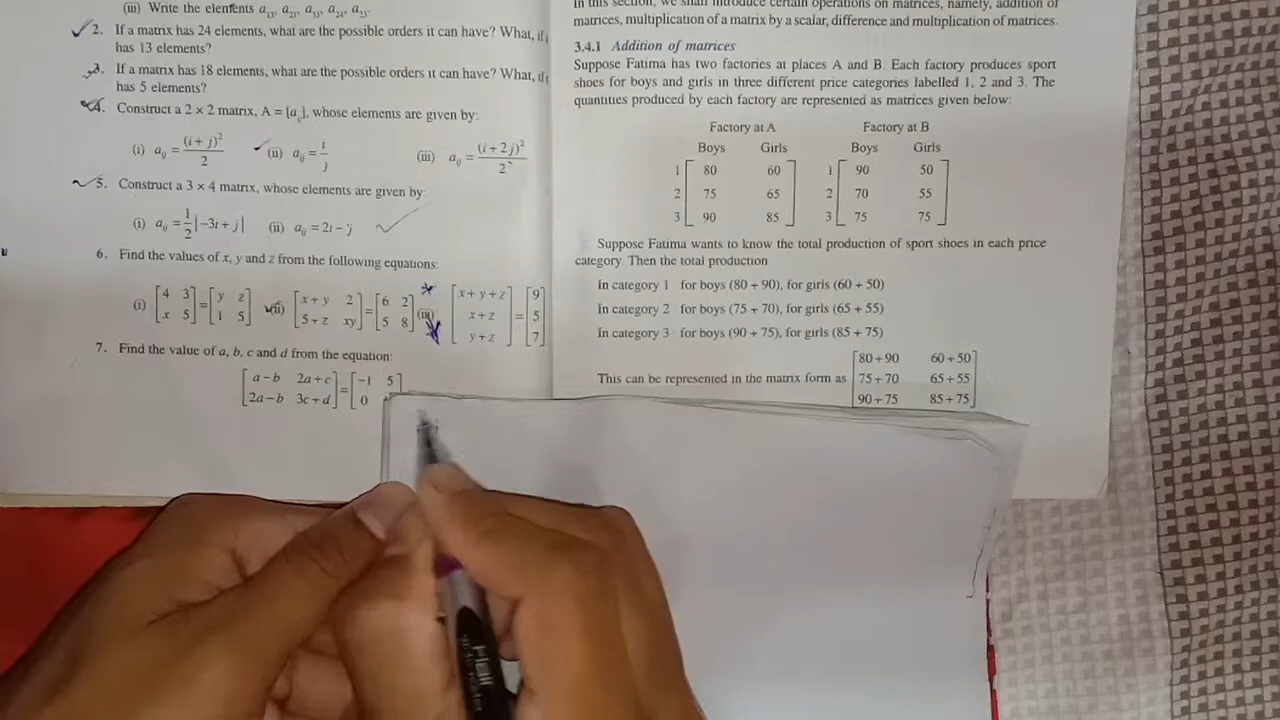 (iii) Write the elements a₁₃, a₂₁, a₃₃, a₂₄, a₂₃.
2. If a matrix has 24 elements, what are the possible orders it can have? What, if
has 13 elements?
3. If a matrix has 18 elements, what are the possible orders it can have? What, if
has 5 elements?
4. Construct a 2 × 2 matrix, A = [aᵢⱼ], whose elements are given by:
(i) aᵢⱼ = (i + j)²/2 (ii) aᵢⱼ = i/j (iii) aᵢⱼ = (i + 2j)²/2
5. Construct a 3 × 4 matrix, whose elements are given by
(i) aᵢⱼ = 1/2 |−3i + j| (ii) aᵢⱼ = 2i − j
6. Find the values of x, y and z from the following equations:
(i) [4 3; x 5] = [y z; 1 5] (ii) [x + y 2; 5 + z xy] = [6 2; 5 8] (iii) [x + y + z; x + z; y + z] = [9; 5; 7]
7. Find the value of a, b, c and d from the equation:
[a − b 2a + c; 2a − b 3c + d] = [−1 5; 0
In this section, we shall introduce certain operations on matrices, namely, addition of
matrices, multiplication of a matrix by a scalar, difference and multiplication of matrices.
3.4.1 Addition of matrices
Suppose Fatima has two factories at places A and B. Each factory produces sport
shoes for boys and girls in three different price categories labelled 1, 2 and 3. The
quantities produced by each factory are represented as matrices given below:
Factory at A Factory at B
Boys Girls Boys Girls
1 80 60 1 90 50
2 75 65 2 70 55
3 90 85 3 75 75
Suppose Fatima wants to know the total production of sport shoes in each price
category. Then the total production
In category 1 for boys (80 + 90), for girls (60 + 50)
In category 2 for boys (75 + 70), for girls (65 + 55)
In category 3 for boys (90 + 75), for girls (85 + 75)
This can be represented in the matrix form as [80 + 90 60 + 50; 75 + 70 65 + 55; 90 + 75 85 + 75]
Hair